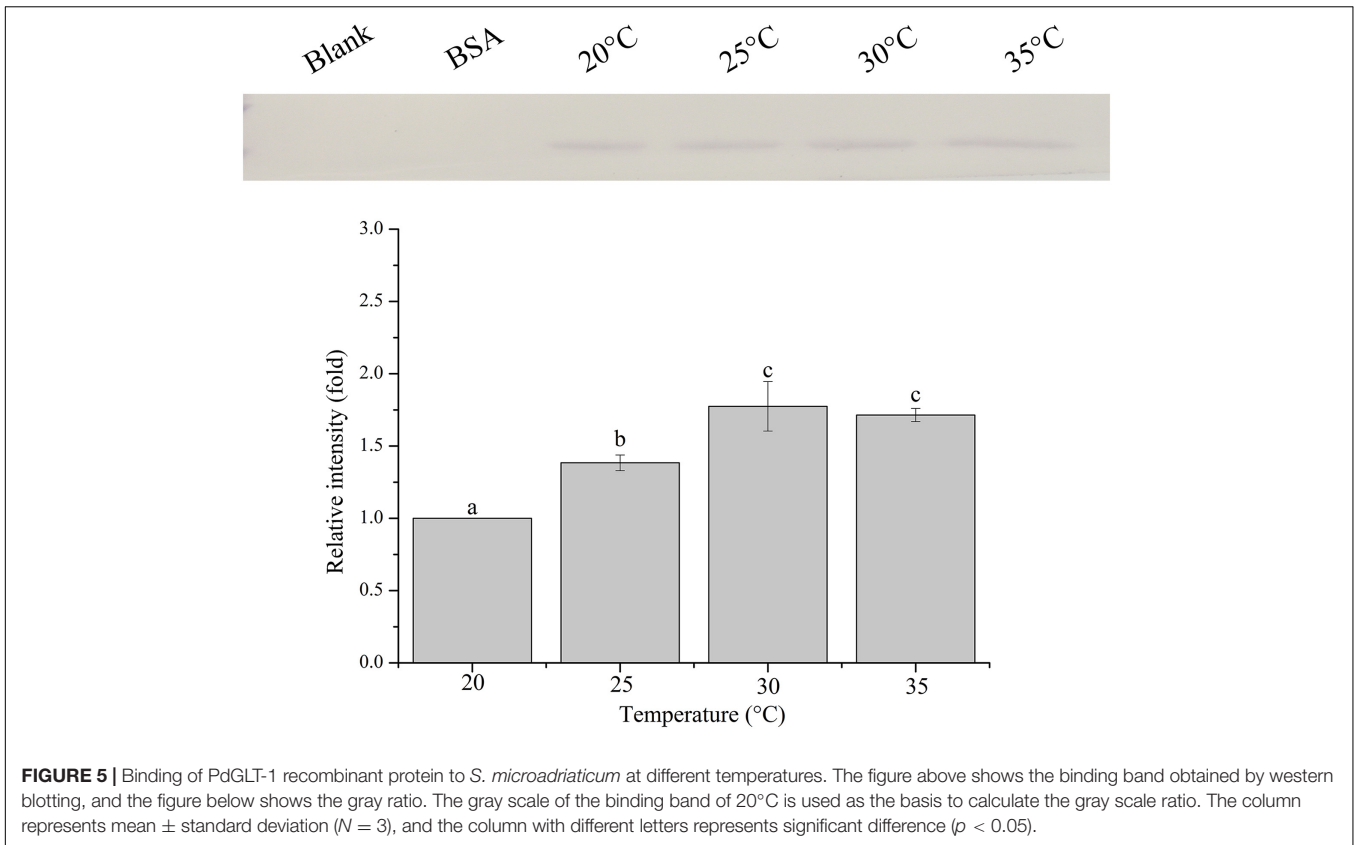 Blank BSA 20°C 25°C 30°C 35°C
3.0
2.5
2.0
1.5
1.0
0.5
0.0
Relative intensity (fold)
a
b
c
c
20 25 30 35
Temperature (°C)
FIGURE 5 | Binding of PdGLT-1 recombinant protein to S. microadriaticum at different temperatures. The figure above shows the binding band obtained by western
blotting, and the figure below shows the gray ratio. The gray scale of the binding band of 20°C is used as the basis to calculate the gray scale ratio. The column
represents mean ± standard deviation (N = 3), and the column with different letters represents significant difference (p < 0.05).